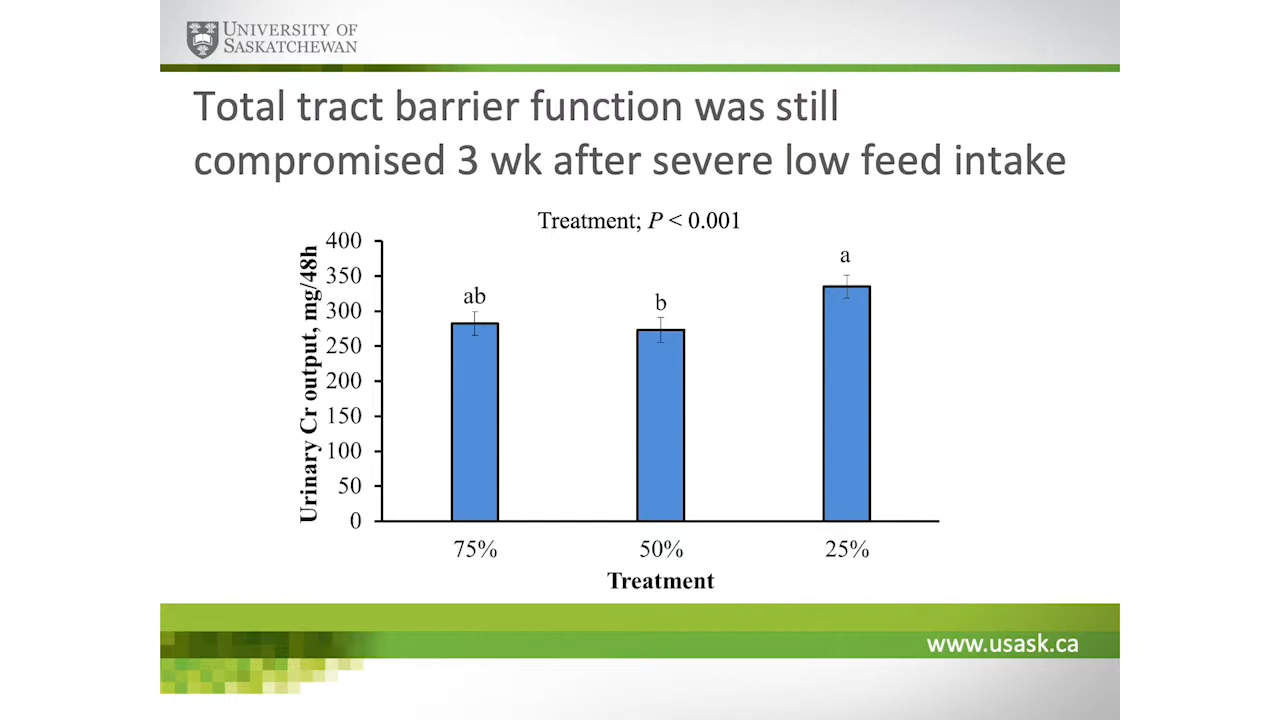 UNIVERSITY OF
SASKATCHEWAN
Total tract barrier function was still
compromised 3 wk after severe low feed intake
Treatment; P < 0.001
Urinary Cr output, mg/48h
400
350
300
250
200
150
100
50
0
ab
b
a
75%
50%
25%
Treatment
www.usask.ca